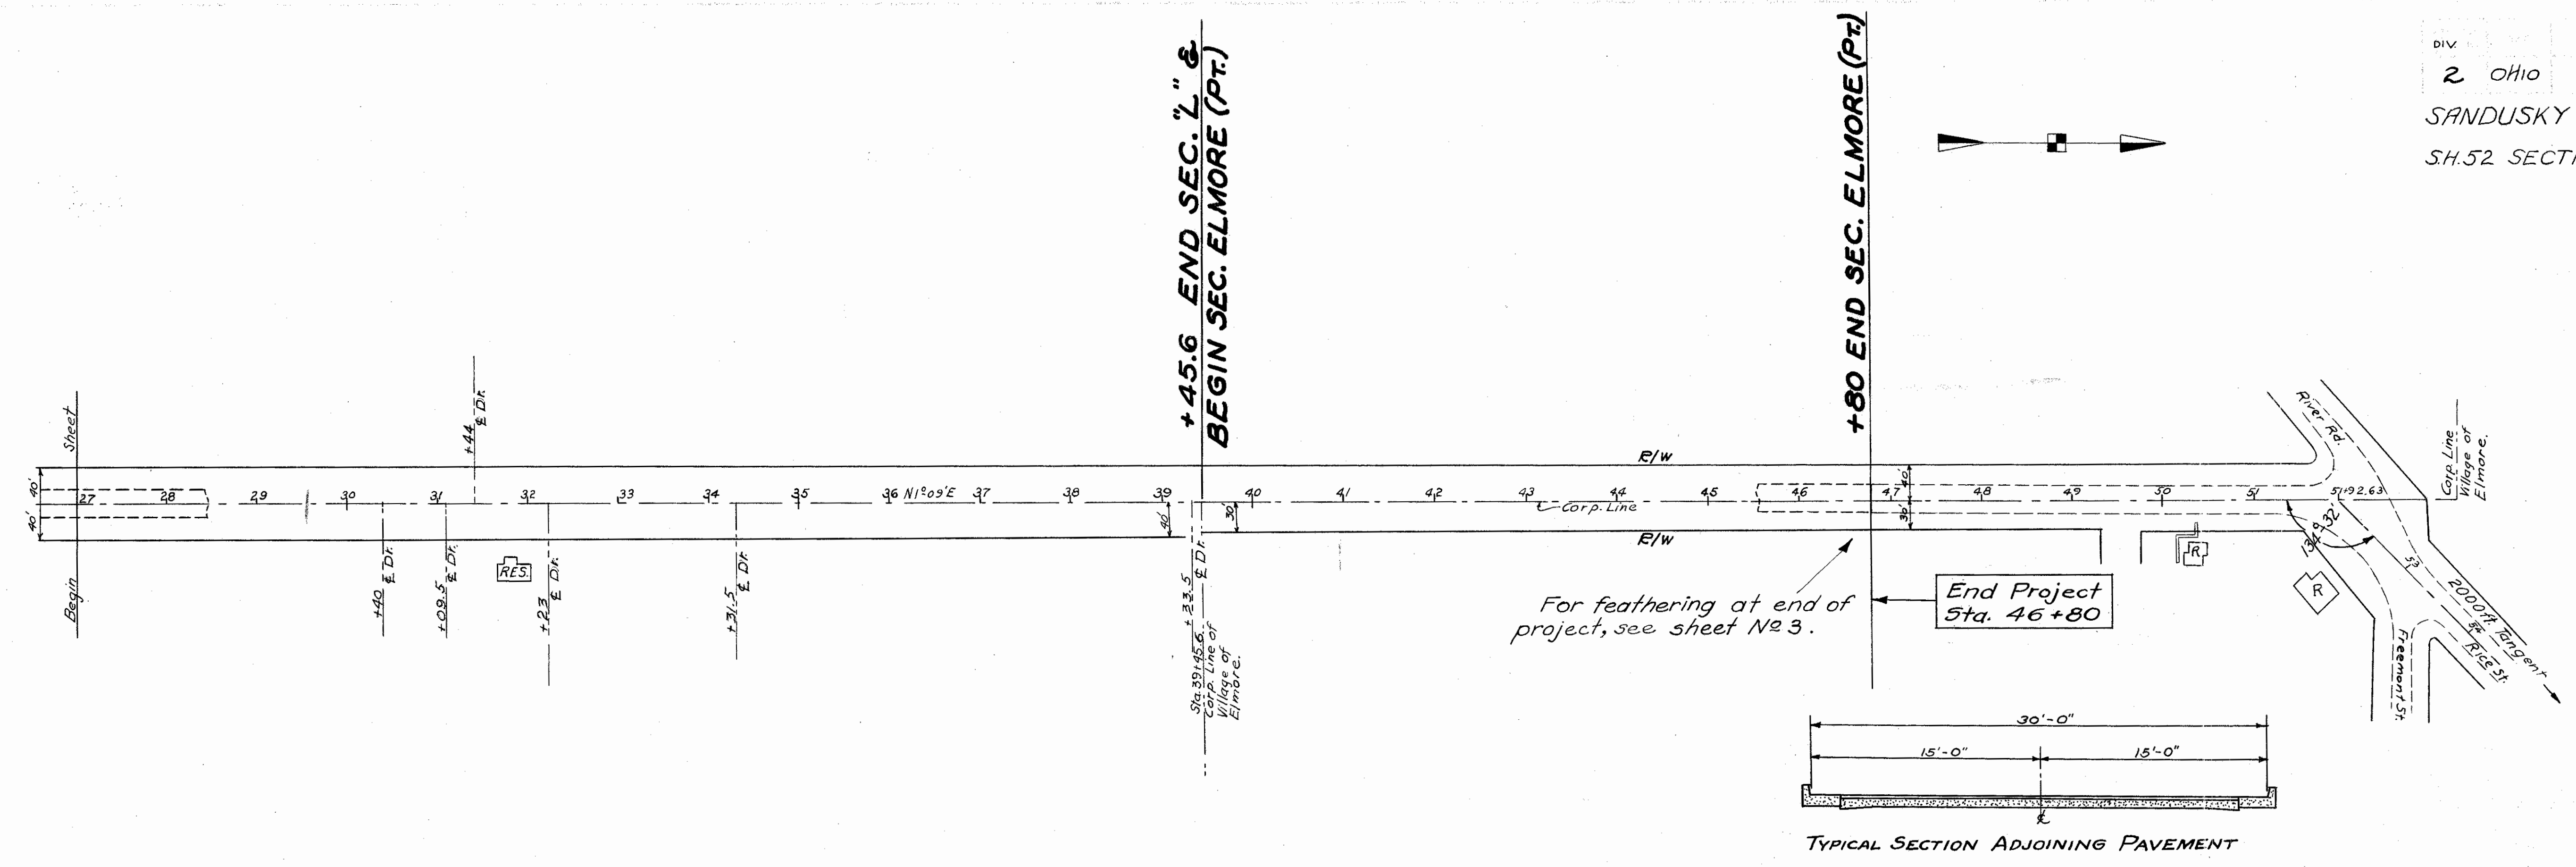 DIV.
2 OHIO
SANDUSKY
S.H.52 SECTI
+45.6 END SEC. "L" &
BEGIN SEC. ELMORE (PT.)
+80 END SEC. ELMORE (PT.)
Begin Sheet
40'
40'
27 28 29 30 31 32 33 34 35 36 N1°09'E 37 38 39 40 41 42 43 44 45 46 47 48 49 50 51 51+92.63
+44 ℄ Dr.
+40 ℄ Dr.
+09.5 ℄ Dr.
RES.
+23 ℄ Dr.
+31.5 ℄ Dr.
40'
30'
+33.5 ℄ Dr.
Sta.39+45.6
Corp. Line of
Village of
Elmore.
R/W
Corp. Line
R/W
40'
30'
R
River Rd.
Corp. Line
Village of
Elmore.
134°32'
R
53
54
2000ft. Tangent
Rice St.
Freemont St.
For feathering at end of
project, see sheet Nº 3.
End Project
Sta. 46+80
30'-0"
15'-0" 15'-0"
℄
TYPICAL SECTION ADJOINING PAVEMENT